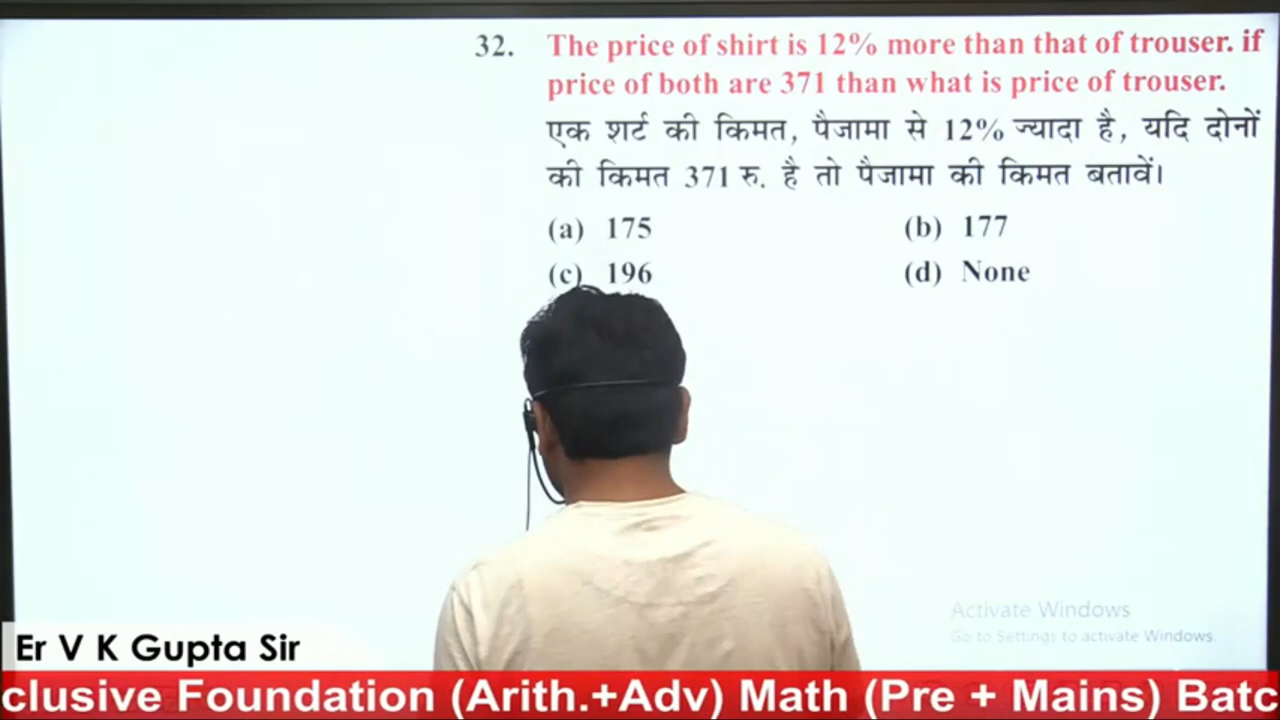 32. The price of shirt is 12% more than that of trouser. if
price of both are 371 than what is price of trouser.
एक शर्ट की किमत, पैजामा से 12% ज्यादा है, यदि दोनों
की किमत 371 रु. है तो पैजामा की किमत बतावें।
(a) 175 (b) 177
(c) 196 (d) None
Activate Windows
Go to Settings to activate Windows.
Er V K Gupta Sir
clusive Foundation (Arith.+Adv) Math (Pre + Mains) Batc